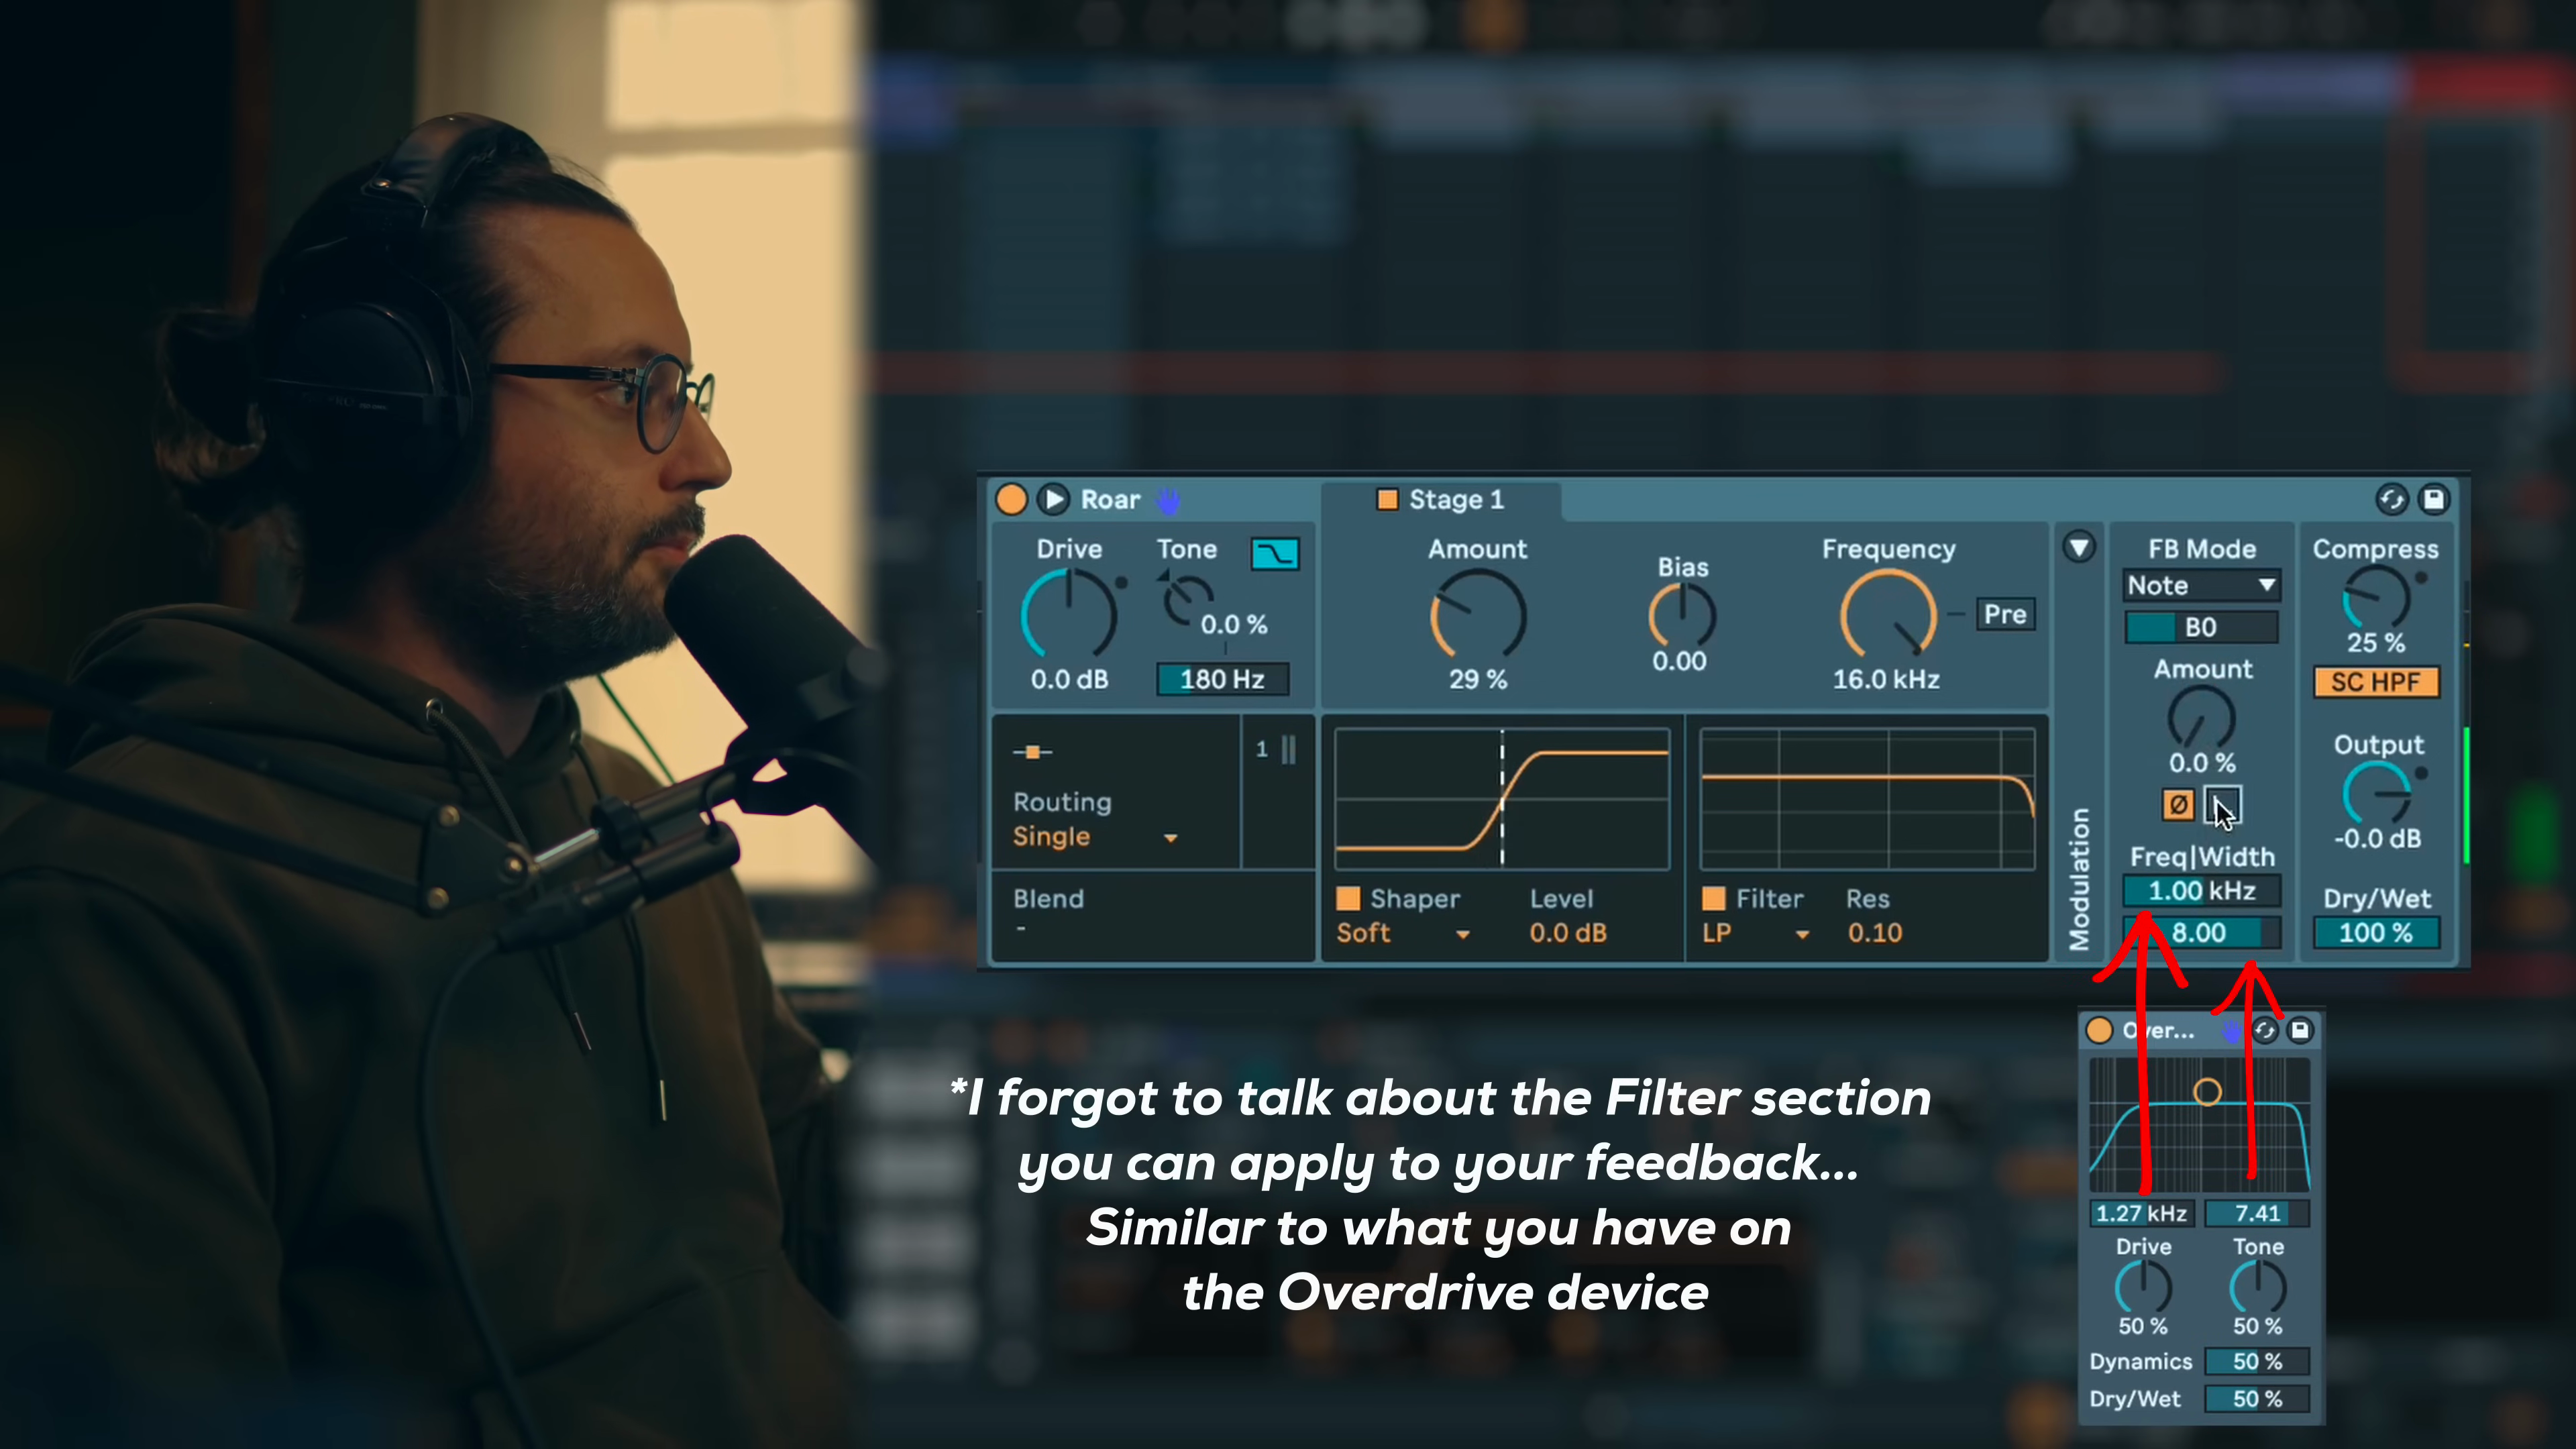 Roar
Stage 1
Drive
Tone
0.0 %
0.0 dB
180 Hz
Amount
29 %
Bias
0.00
Frequency
16.0 kHz
Pre
FB Mode
Note
B0
Amount
0.0 %
Ø
Freq|Width
1.00 kHz
8.00
Compress
25 %
SC HPF
Output
-0.0 dB
Dry/Wet
100 %
1
Routing
Single
Blend
-
Shaper
Level
Soft
0.0 dB
Filter
Res
LP
0.10
Modulation
*I forgot to talk about the Filter section
you can apply to your feedback...
Similar to what you have on
the Overdrive device
Over...
1.27 kHz
7.41
Drive
Tone
50 %
50 %
Dynamics
50 %
Dry/Wet
50 %